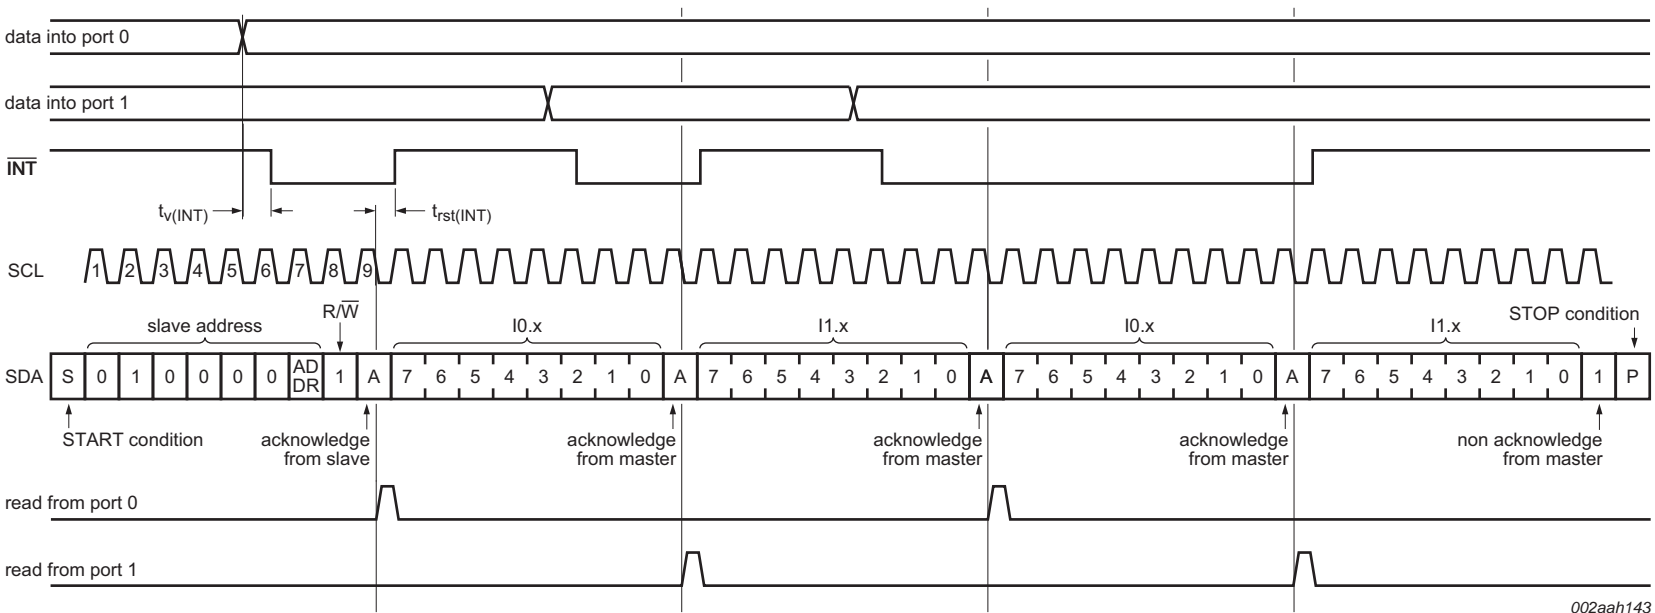 data into port 0
data into port 1
INT
tv(INT) trst(INT)
SCL 1 2 3 4 5 6 7 8 9
R/W STOP condition
slave address I0.x I1.x I0.x I1.x
SDA S 0 1 0 0 0 0 AD DR 1 A 7 6 5 4 3 2 1 0 A 7 6 5 4 3 2 1 0 A 7 6 5 4 3 2 1 0 A 7 6 5 4 3 2 1 0 1 P
START condition acknowledge from slave acknowledge from master acknowledge from master acknowledge from master non acknowledge from master
read from port 0
read from port 1
002aah143